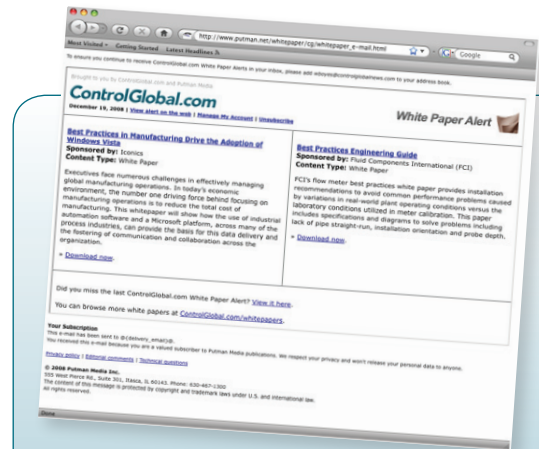 http://www.putman.net/whitepaper/cg/whitepaper_e-mail.html
Google
Most Visited Getting Started Latest Headlines
To ensure you continue to receive ControlGlobal.com White Paper Alerts in your inbox, please add to your address book.
Brought to you by ControlGlobal.com and Putman Media
ControlGlobal.com
White Paper Alert
December 19, 2008 | View alert on the web | Manage My Account | Unsubscribe
Best Practices in Manufacturing Drive the Adoption of
Windows Vista
Sponsored by: Iconics
Content Type: White Paper
Executives face numerous challenges in effectively managing
global manufacturing operations. In today's economic
environment, the number one driving force behind focusing on
manufacturing operations is to reduce the total cost of
manufacturing. This whitepaper will show how the use of industrial
automation software and a Microsoft platform, across many of the
process industries, can provide the basis for this data delivery and
the fostering of communication and collaboration across the
organization.
» Download now.
Best Practices Engineering Guide
Sponsored by: Fluid Components International (FCI)
Content Type: White Paper
FCI's flow meter best practices white paper provides installation
recommendations to avoid common performance problems caused
by variations in real-world plant operating conditions versus the
laboratory conditions utilized in meter calibration. This paper
includes specifications and diagrams to solve problems including
lack of pipe straight-run, installation orientation and probe depth.
» Download now.
Did you miss the last ControlGlobal.com White Paper Alert? View it here.
You can browse more white papers at ControlGlobal.com/whitepapers.
Your Subscription
This e-mail has been sent to @{delivery_email}@.
You received this e-mail because you are a valued subscriber to Putman Media publications. We respect your privacy and won't release your personal data to anyone.
Privacy policy | Editorial comments | Technical questions
© 2008 Putman Media Inc.
555 West Pierce Rd., Suite 301, Itasca, IL 60143. Phone: 630-467-1300
The content of this message is protected by copyright and trademark laws under U.S. and international law.
All rights reserved.
Done